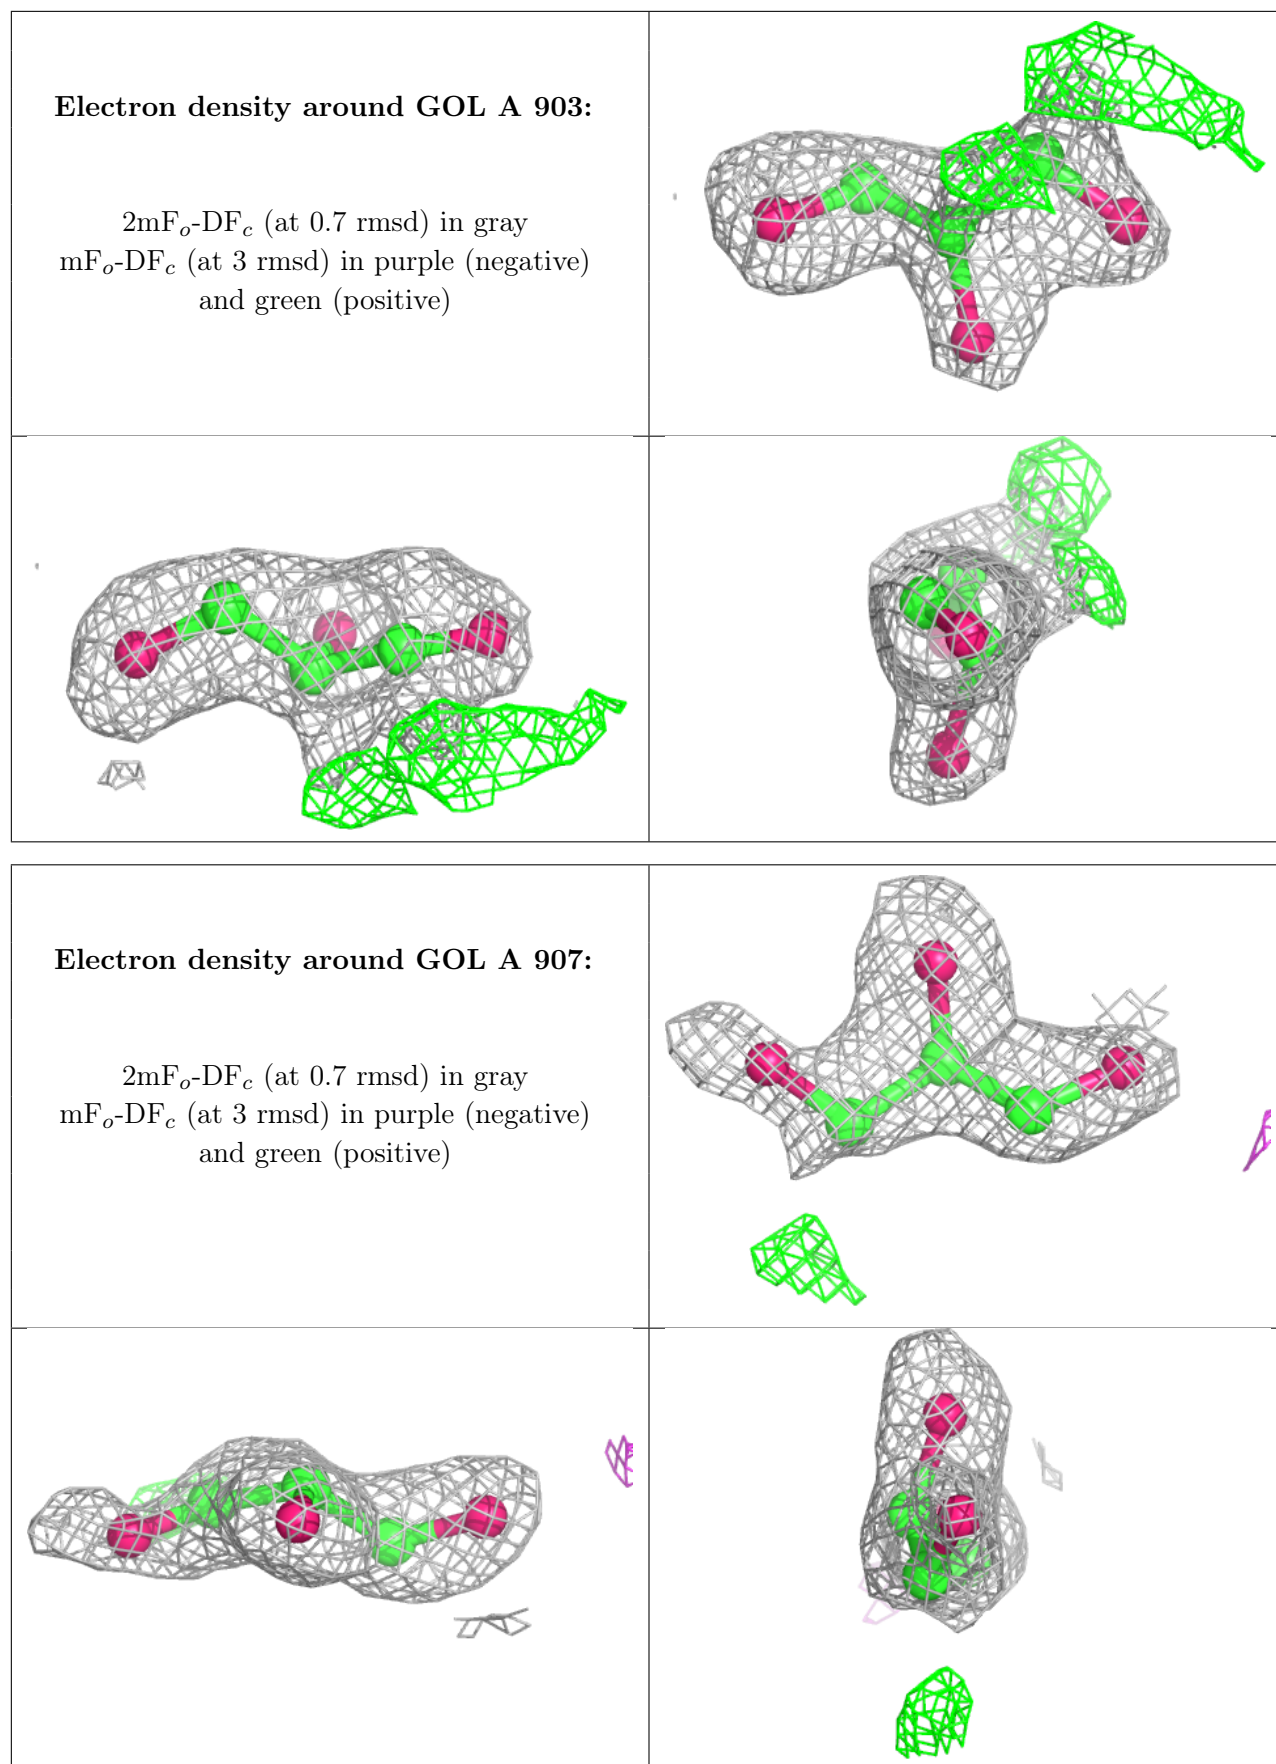 Electron density around GOL A 903:
2mFo-DFc (at 0.7 rmsd) in gray
mFo-DFc (at 3 rmsd) in purple (negative)
and green (positive)
Electron density around GOL A 907:
2mFo-DFc (at 0.7 rmsd) in gray
mFo-DFc (at 3 rmsd) in purple (negative)
and green (positive)